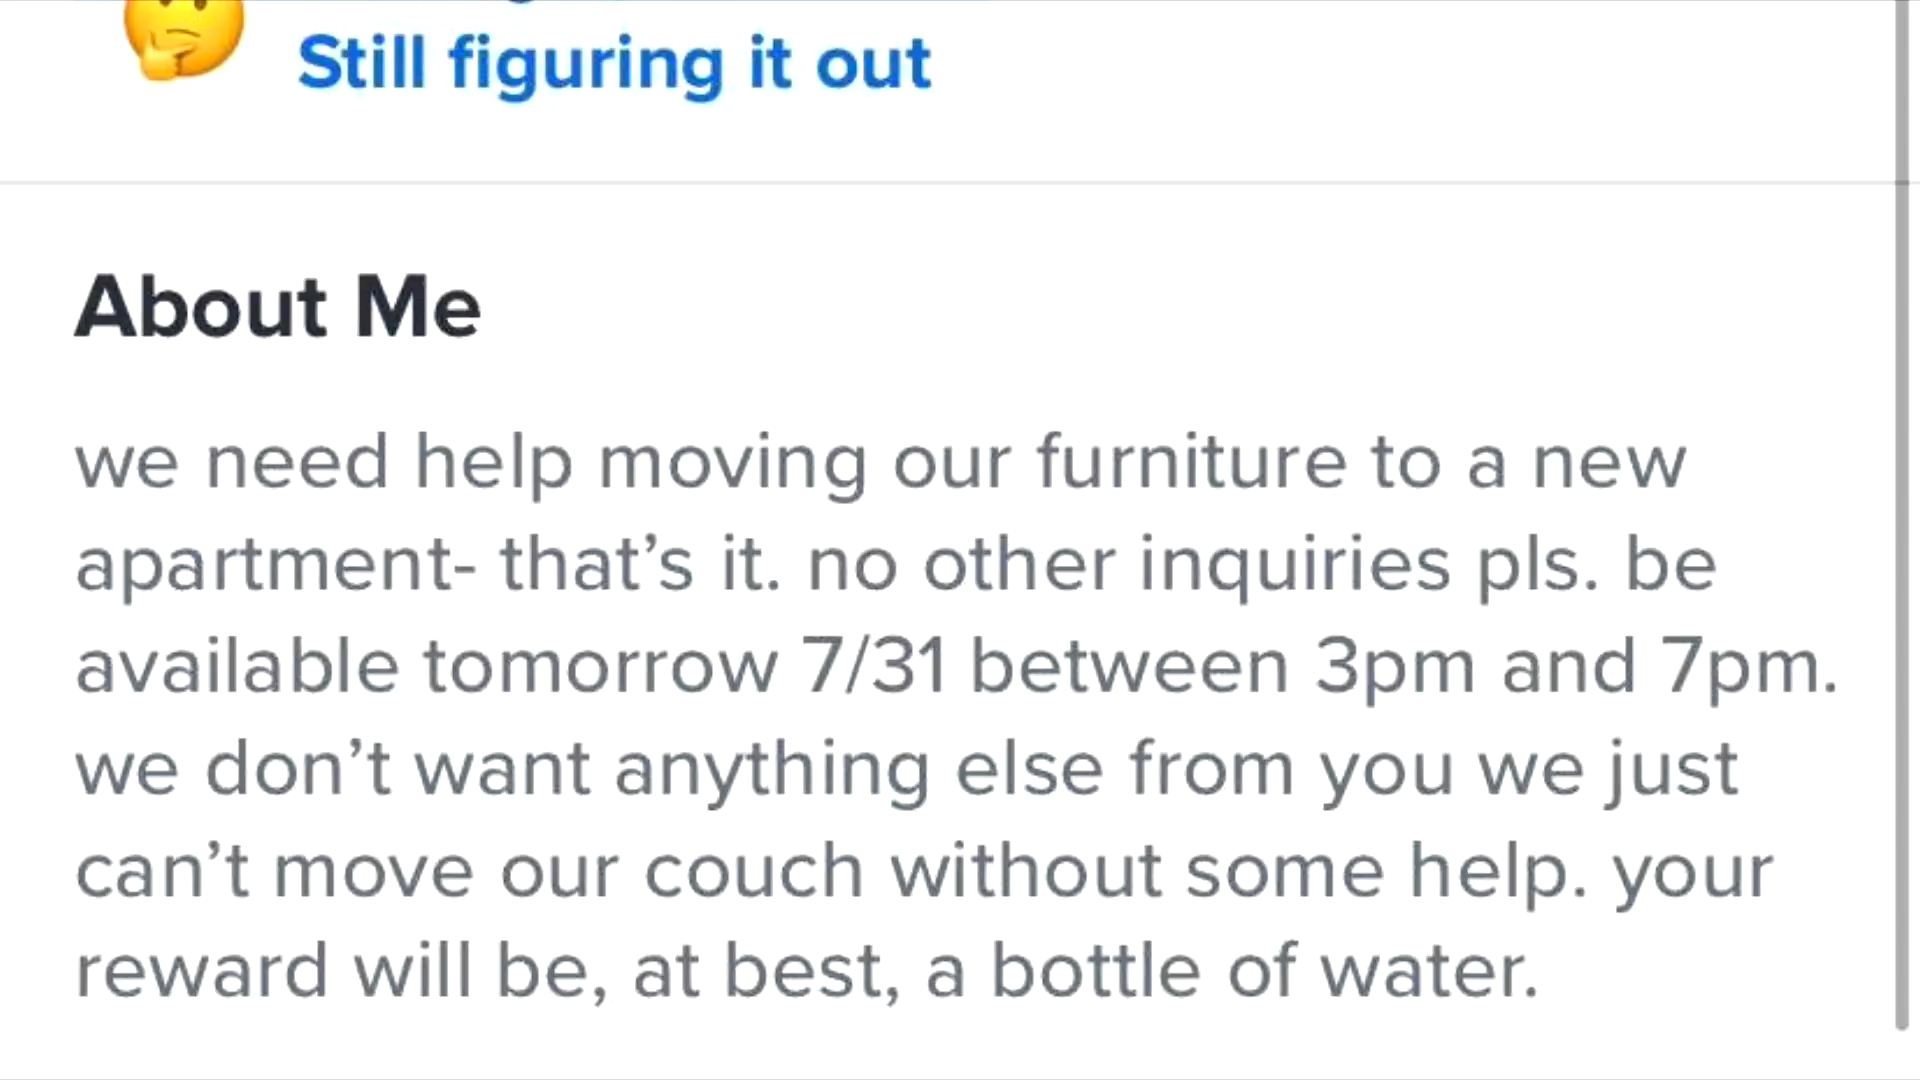 Still figuring it out
About Me
we need help moving our furniture to a new
apartment- that’s it. no other inquiries pls. be
available tomorrow 7/31 between 3pm and 7pm.
we don’t want anything else from you we just
can’t move our couch without some help. your
reward will be, at best, a bottle of water.